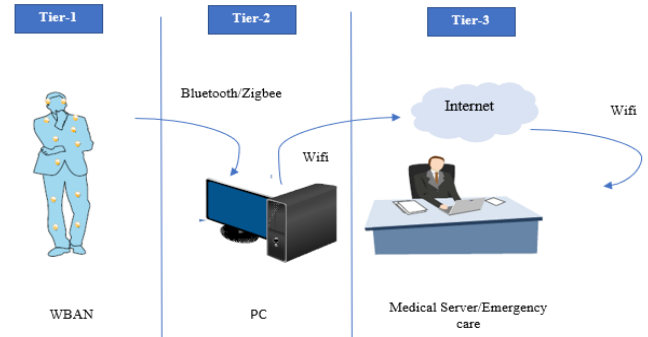 Tier-1
Tier-2
Tier-3
Bluetooth/Zigbee
Internet
Wifi
Wifi
WBAN
PC
Medical Server/Emergency
care